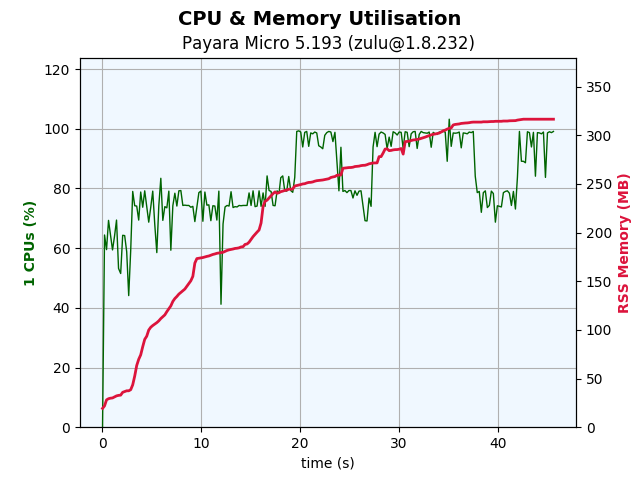 CPU & Memory Utilisation
Payara Micro 5.193 (zulu@1.8.232)
120
100
80
60
40
20
0
350
300
250
200
150
100
50
0
1 CPUs (%)
RSS Memory (MB)
0 10 20 30 40
time (s)